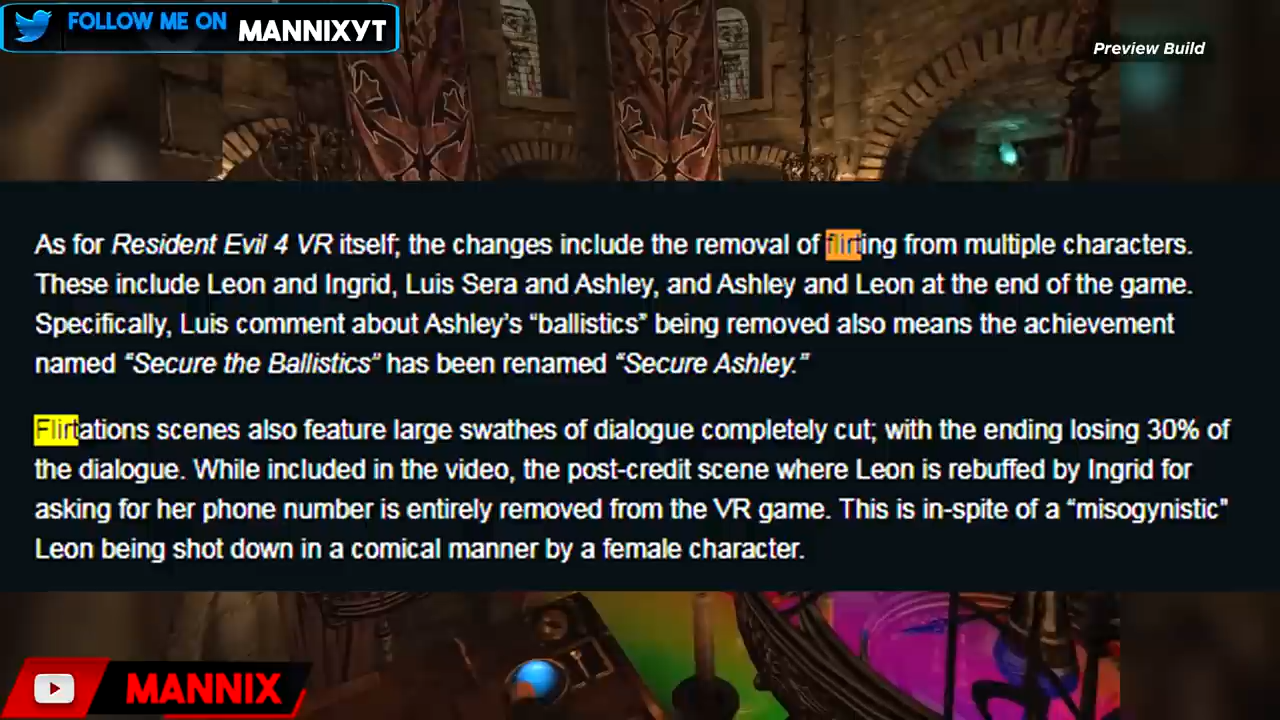 FOLLOW ME ON MANNIXYT
Preview Build
As for Resident Evil 4 VR itself; the changes include the removal of flirting from multiple characters.
These include Leon and Ingrid, Luis Sera and Ashley, and Ashley and Leon at the end of the game.
Specifically, Luis comment about Ashley’s “ballistics” being removed also means the achievement
named “Secure the Ballistics” has been renamed “Secure Ashley.”
Flirtations scenes also feature large swathes of dialogue completely cut; with the ending losing 30% of
the dialogue. While included in the video, the post-credit scene where Leon is rebuffed by Ingrid for
asking for her phone number is entirely removed from the VR game. This is in-spite of a “misogynistic”
Leon being shot down in a comical manner by a female character.
MANNIX